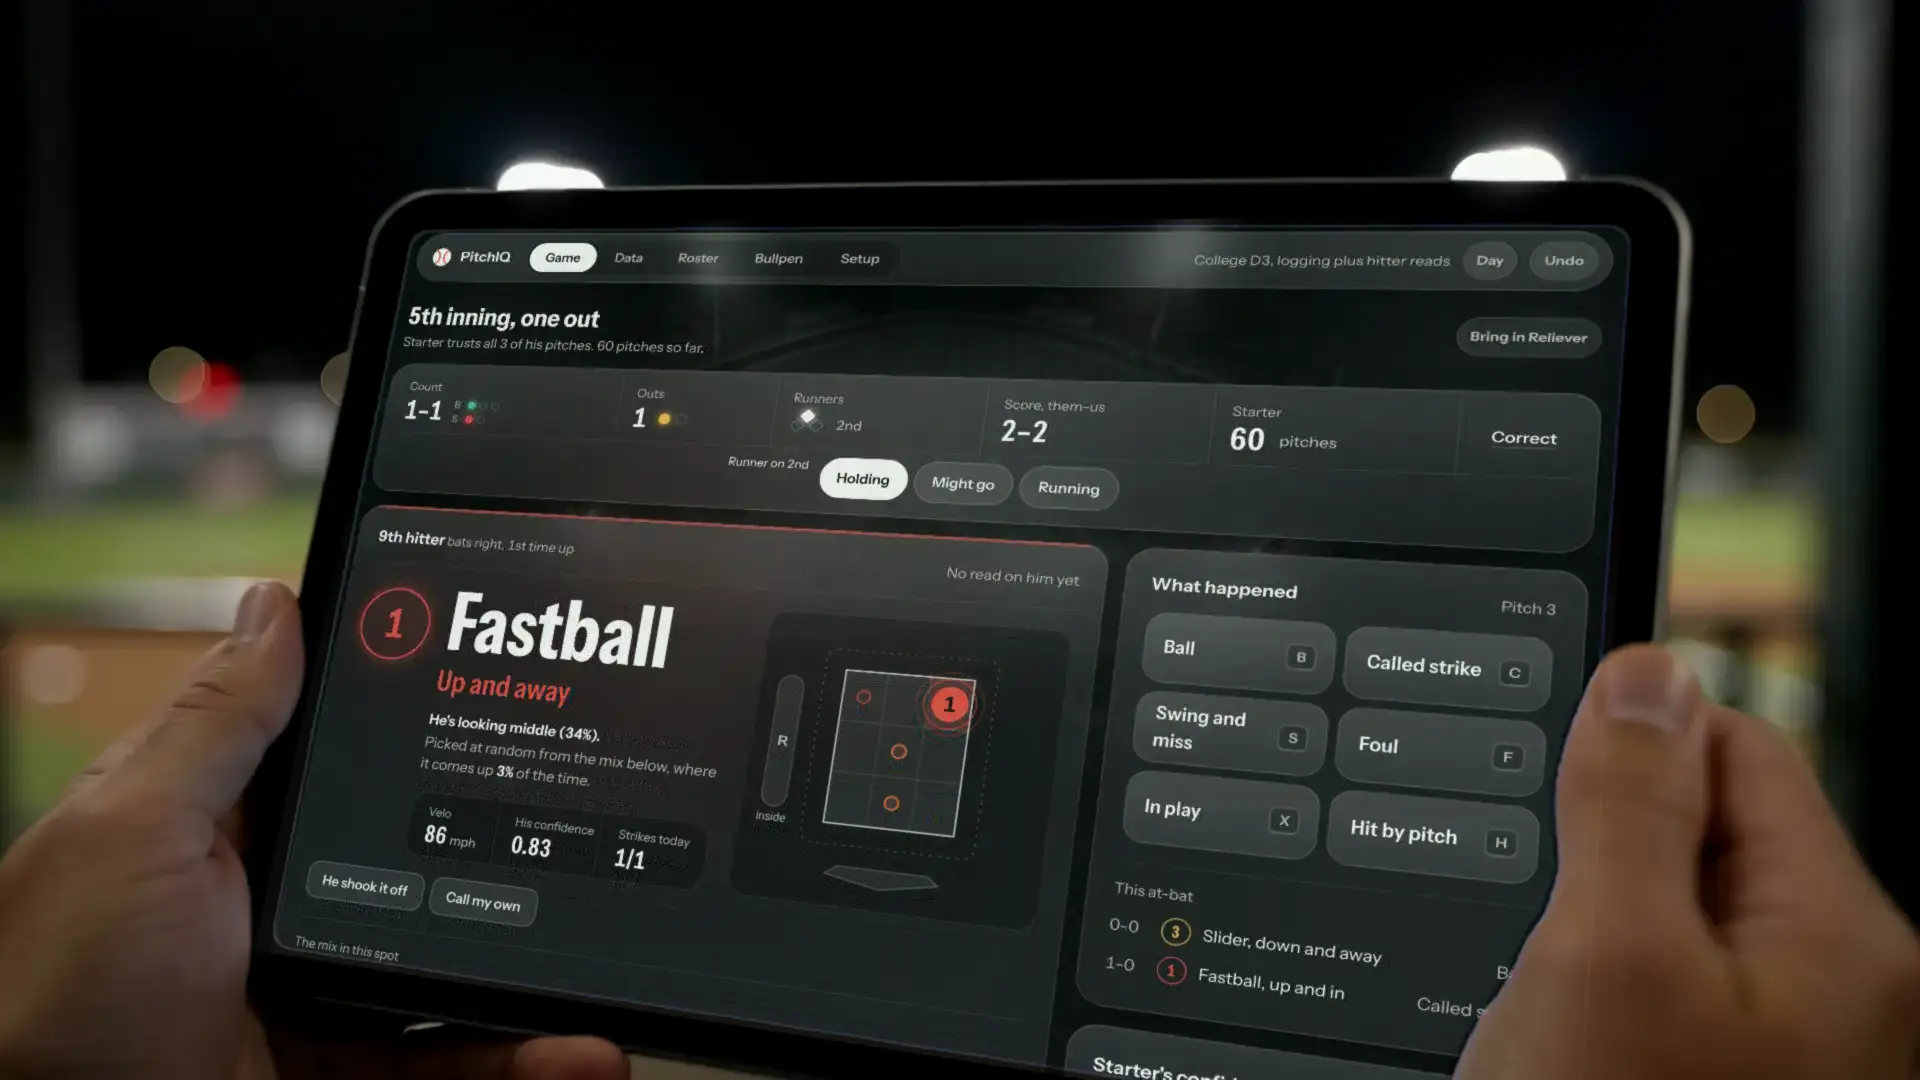 PitchIQ
Game
Data
Roster
Bullpen
Setup
College D3, logging plus hitter reads
Day
Undo
5th inning, one out
Starter trusts all 3 of his pitches. 60 pitches so far.
Bring in Reliever
Count
1-1
B
S
Outs
1
Runners
2nd
Score, them-us
2-2
Starter
60 pitches
Correct
Runner on 2nd
Holding
Might go
Running
9th hitter bats right, 1st time up
No read on him yet
1
Fastball
Up and away
He's looking middle (34%).
Picked at random from the mix below, where
it comes up 3% of the time.
Velo
86 mph
His confidence
0.83
Strikes today
1/1
He shook it off
Call my own
R
inside
1
The mix in this spot
What happened
Pitch 3
Ball B
Called strike C
Swing and
miss S
Foul F
In play X
Hit by pitch H
This at-bat
0-0 3 Slider, down and away
1-0 1 Fastball, up and in
Called
Starter's